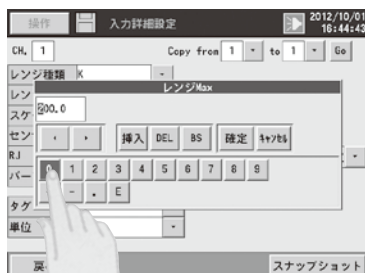 操作 入力詳細設定 2012/10/01
16:44:43
CH. 1 Copy from 1 to 1 Go
レンジ種類 K
レン レンジMax
スケ 200.0
セン 挿入 DEL BS 確定 キャンセル
RJ 0 1 2 3 4 5 6 7 8 9
バー - . E
タグ
単位
戻 スナップショット